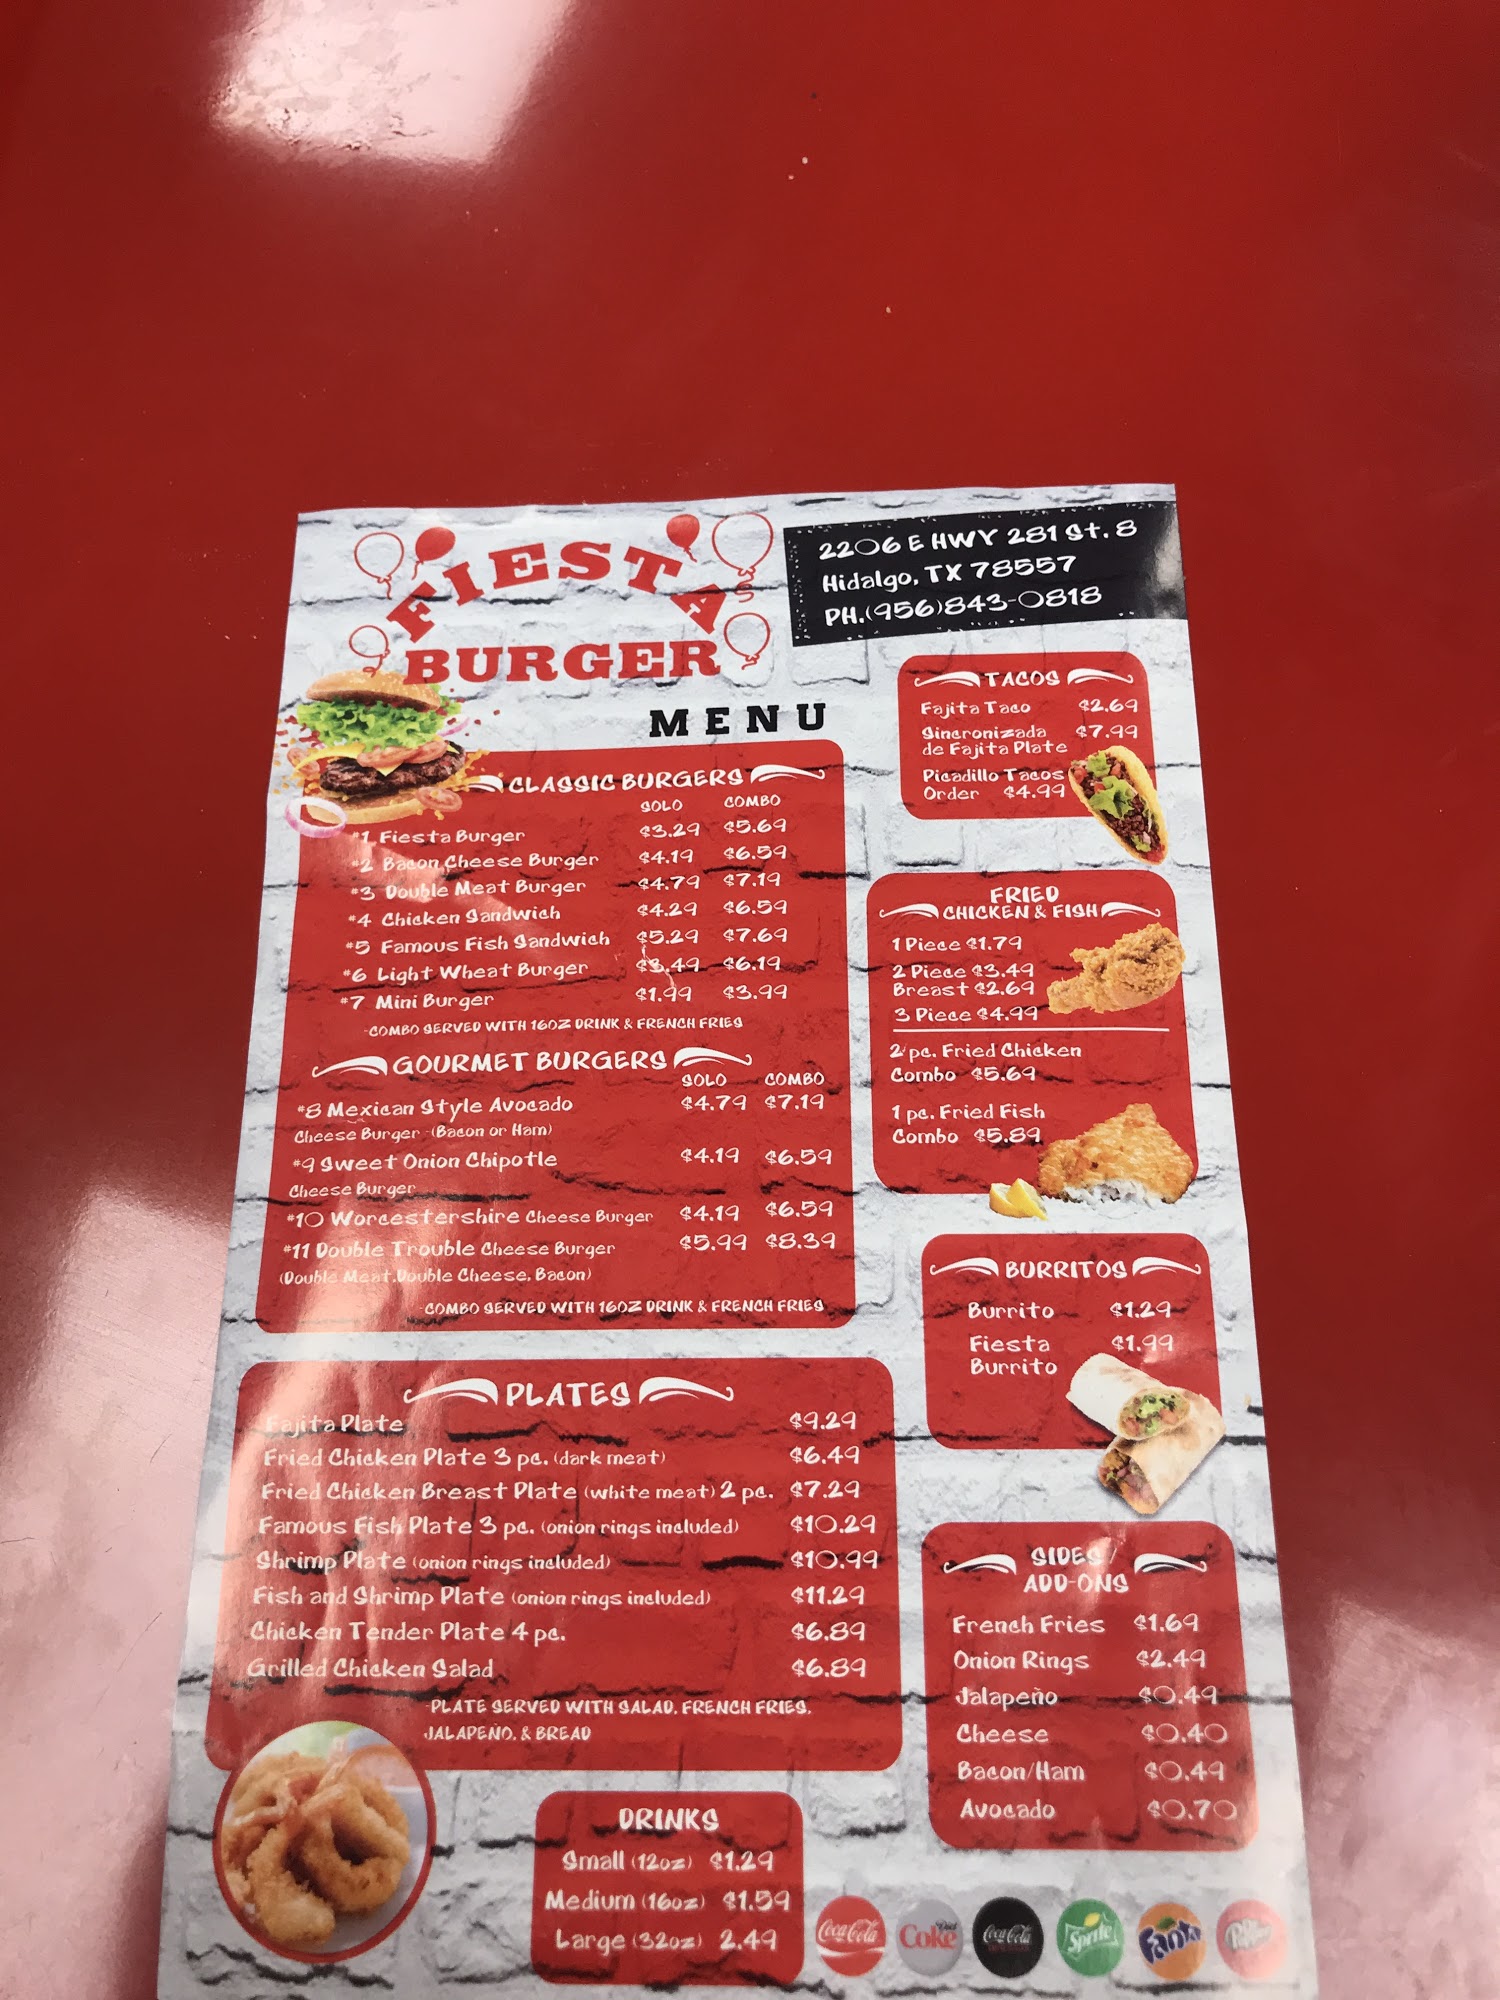 FIESTA
BURGER
MENU
2206 E HWY 281 St. 8
Hidalgo, TX 78557
PH.(956)843-0818
CLASSIC BURGERS
SOLO COMBO
#1 Fiesta Burger $3.29 $5.69
#2 Bacon Cheese Burger $4.19 $6.59
#3 Double Meat Burger $4.79 $7.19
#4 Chicken Sandwich $4.29 $6.59
#5 Famous Fish Sandwich $5.29 $7.69
#6 Light Wheat Burger $3.49 $6.19
#7 Mini Burger $1.99 $3.99
-COMBO SERVED WITH 16OZ DRINK & FRENCH FRIES
GOURMET BURGERS
SOLO COMBO
#8 Mexican Style Avocado $4.79 $7.19
Cheese Burger -(Bacon or Ham)
#9 Sweet Onion Chipotle $4.19 $6.59
Cheese Burger
#10 Worcestershire Cheese Burger $4.19 $6.59
#11 Double Trouble Cheese Burger $5.99 $8.39
(Double Meat, Double Cheese, Bacon)
-COMBO SERVED WITH 16OZ DRINK & FRENCH FRIES
PLATES
Fajita Plate $9.29
Fried Chicken Plate 3 pc. (dark meat) $6.49
Fried Chicken Breast Plate (white meat) 2 pc. $7.29
Famous Fish Plate 3 pc. (onion rings included) $10.29
Shrimp Plate (onion rings included) $10.99
Fish and Shrimp Plate (onion rings included) $11.29
Chicken Tender Plate 4 pc. $6.89
Grilled Chicken Salad $6.89
-PLATE SERVED WITH SALAD, FRENCH FRIES,
JALAPEÑO, & BREAD
DRINKS
Small (12oz) $1.29
Medium (16oz) $1.59
Large (32oz) 2.49
TACOS
Fajita Taco $2.69
Sincronizada $7.99
de Fajita Plate
Picadillo Tacos
Order $4.99
FRIED
CHICKEN & FISH
1 Piece $1.79
2 Piece $3.49
Breast $2.69
3 Piece $4.99
2 pc. Fried Chicken
Combo $5.69
1 pc. Fried Fish
Combo $5.89
BURRITOS
Burrito $1.29
Fiesta $1.99
Burrito
SIDES /
ADD-ONS
French Fries $1.69
Onion Rings $2.49
Jalapeño $0.49
Cheese $0.40
Bacon/Ham $0.49
Avocado $0.70
Coca-Cola
Diet
Coke
Coca-Cola
Sprite
Fanta
Dr Pepper